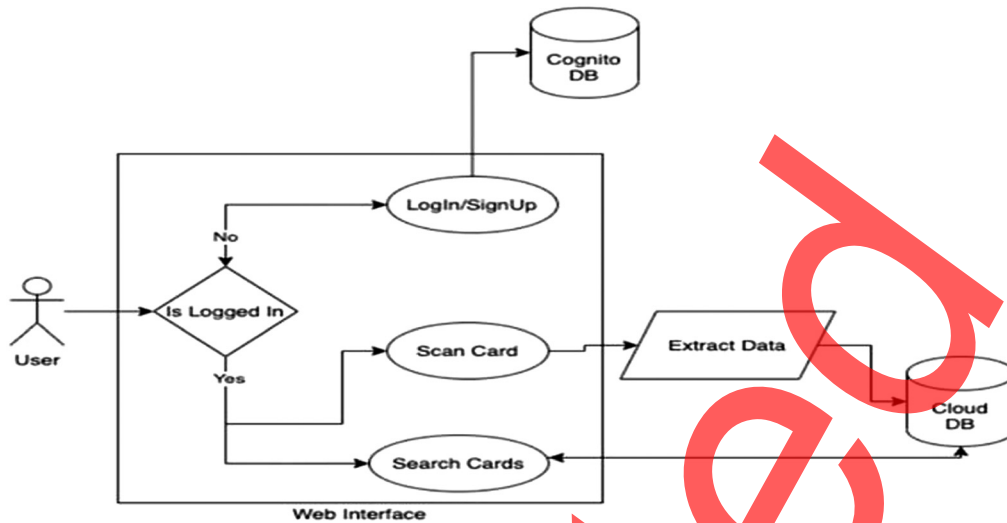 Cognito
DB
LogIn/SignUp
No
Is Logged In
User
Scan Card
Extract Data
Yes
Cloud
DB
Search Cards
Web Interface